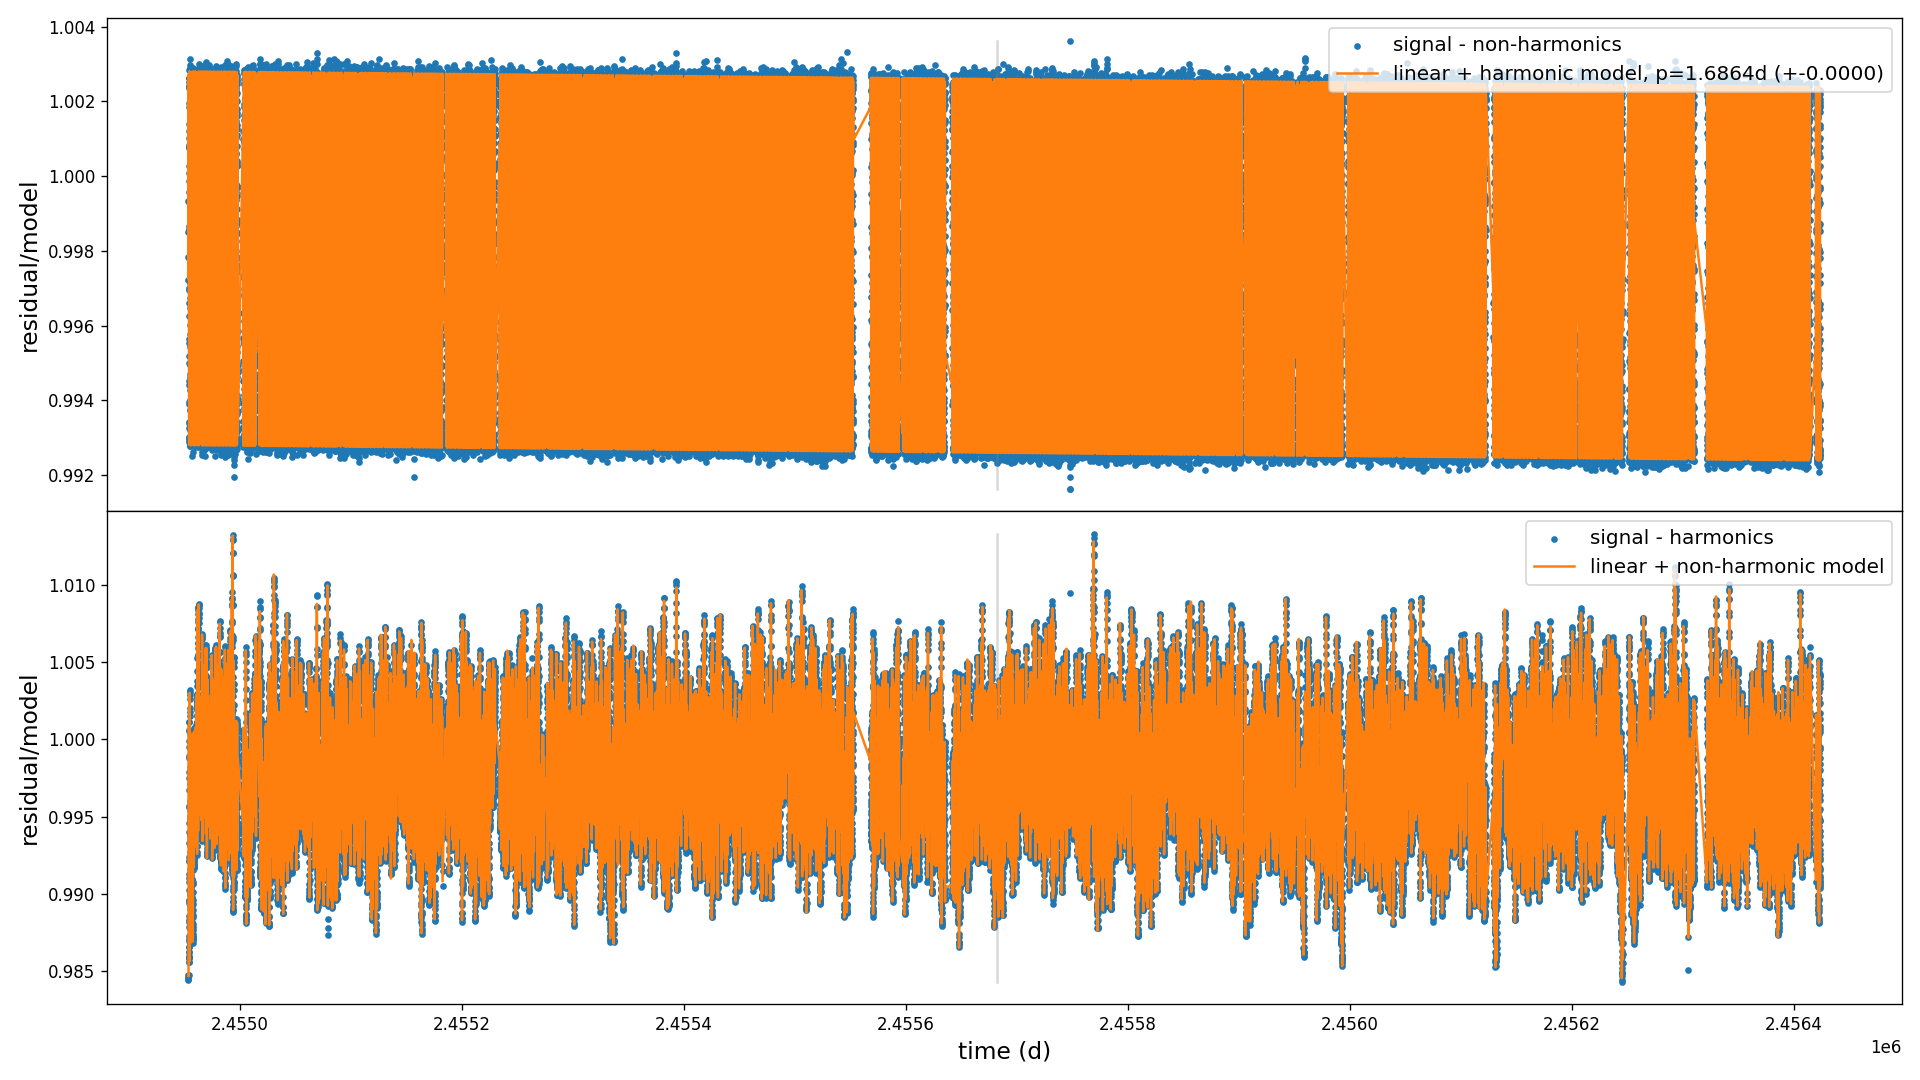 1.004
1.002
1.000
0.998
0.996
0.994
0.992
residual/model
signal - non-harmonics
linear + harmonic model, p=1.6864d (+-0.0000)
1.010
1.005
1.000
0.995
0.990
0.985
residual/model
signal - harmonics
linear + non-harmonic model
2.4550 2.4552 2.4554 2.4556 2.4558 2.4560 2.4562 2.4564
time (d)
1e6